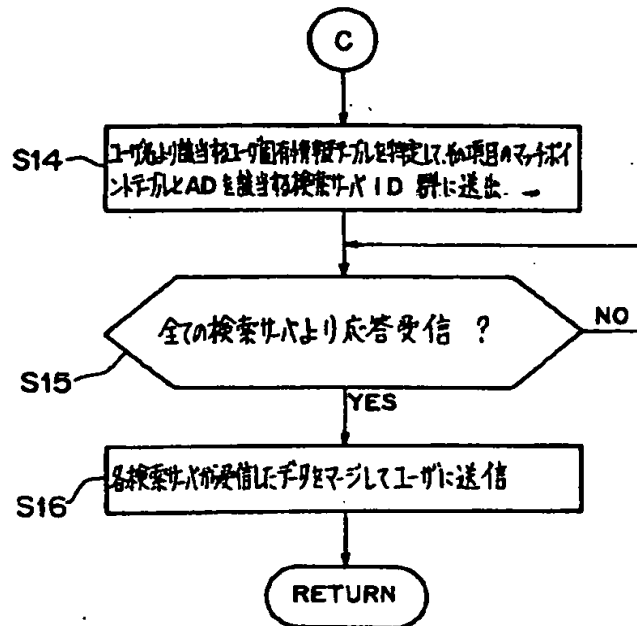 C
S14
ユーザ名より該当するユーザ固有情報テーブルを判定して、その項目のマッチポイ
ントテーブルとADを該当する検索サーバID群に送出
全ての検索サーバより応答受信 ?
NO
S15
YES
各検索サーバから受信したデータをマージしてユーザに送信
S16
RETURN